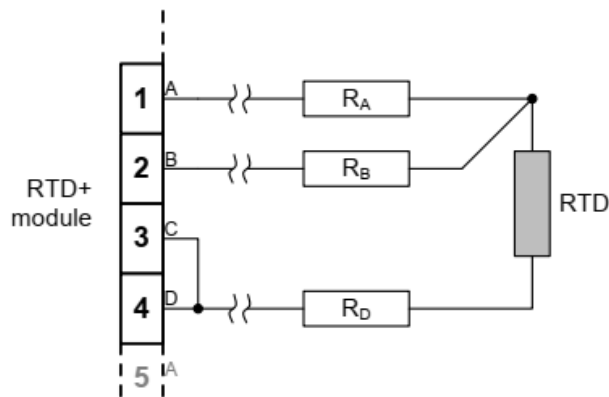 1 A R_A
2 B R_B
RTD+
module
RTD
3 C
4 D R_D
5 A